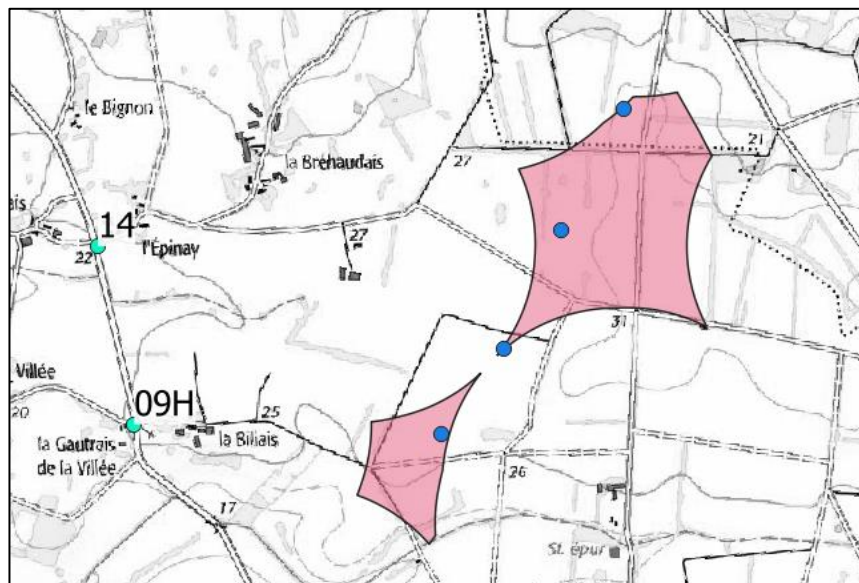 le Bignon
la Bréhaudais
27
21
14
l'Épinay
27
22
31
Villée
20
09H
25
la Biliais
la Gautrais
de la Villée
26
17
St. épur